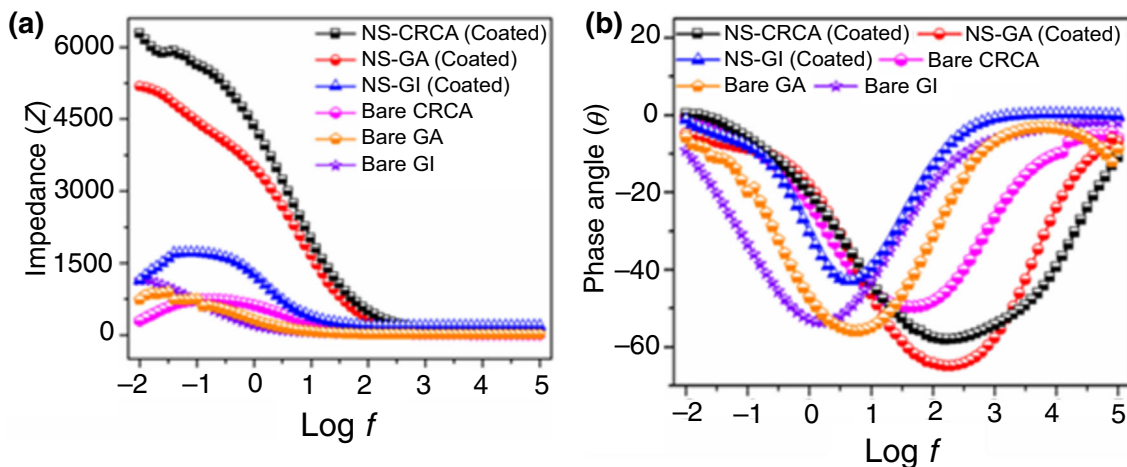 (a)
Impedance (Z)
6000
4500
3000
1500
0
NS-CRCA (Coated)
NS-GA (Coated)
NS-GI (Coated)
Bare CRCA
Bare GA
Bare GI
–2 –1 0 1 2 3 4 5
Log f
(b)
Phase angle (θ)
20
0
–20
–40
–60
NS-CRCA (Coated) NS-GA (Coated)
NS-GI (Coated) Bare CRCA
Bare GA Bare GI
–2 –1 0 1 2 3 4 5
Log f